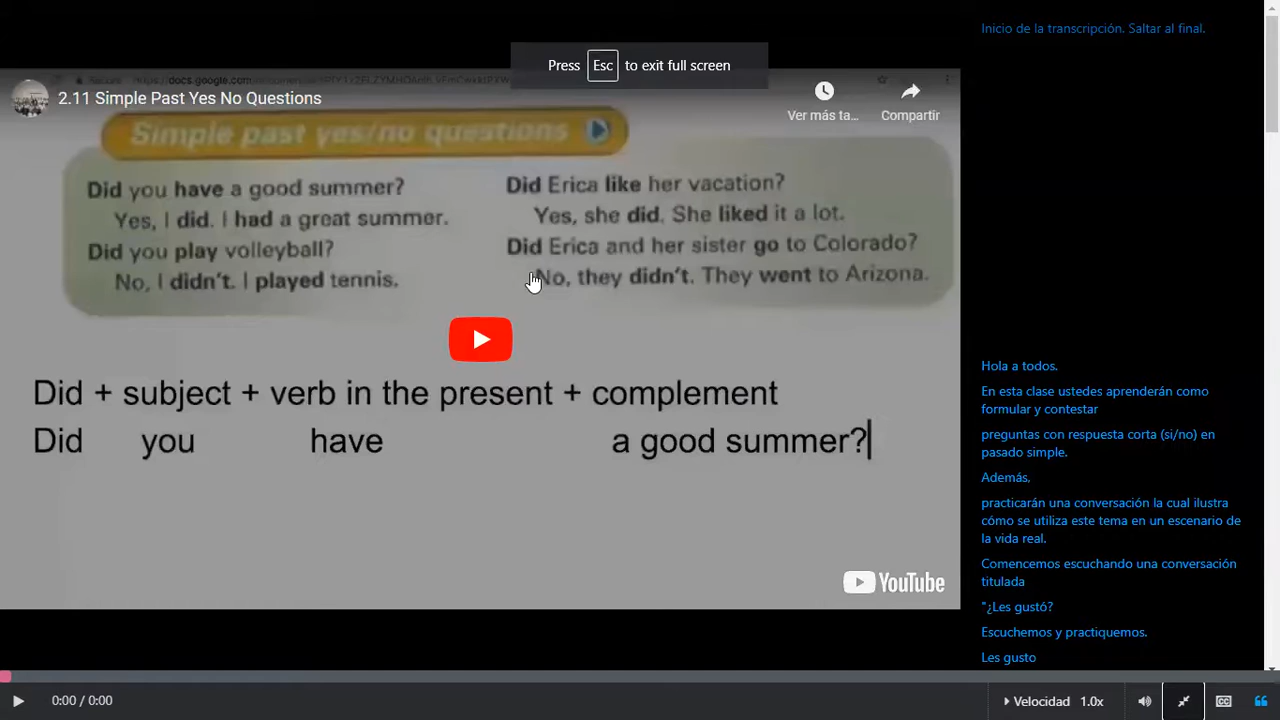 Inicio de la transcripción. Saltar al final.
Press Esc to exit full screen
2.11 Simple Past Yes No Questions
Ver más ta...
Compartir
Simple past yes/no questions
Did you have a good summer?
Yes, I did. I had a great summer.
Did you play volleyball?
No, I didn't. I played tennis.
Did Erica like her vacation?
Yes, she did. She liked it a lot.
Did Erica and her sister go to Colorado?
No, they didn't. They went to Arizona.
Did + subject + verb in the present + complement
Did you have a good summer?
YouTube
Hola a todos.
En esta clase ustedes aprenderán como
formular y contestar
preguntas con respuesta corta (si/no) en
pasado simple.
Además,
practicarán una conversación la cual ilustra
cómo se utiliza este tema en un escenario de
la vida real.
Comencemos escuchando una conversación
titulada
"¿Les gustó?
Escuchemos y practiquemos.
Les gusto
0:00 / 0:00
Velocidad 1.0x
CC